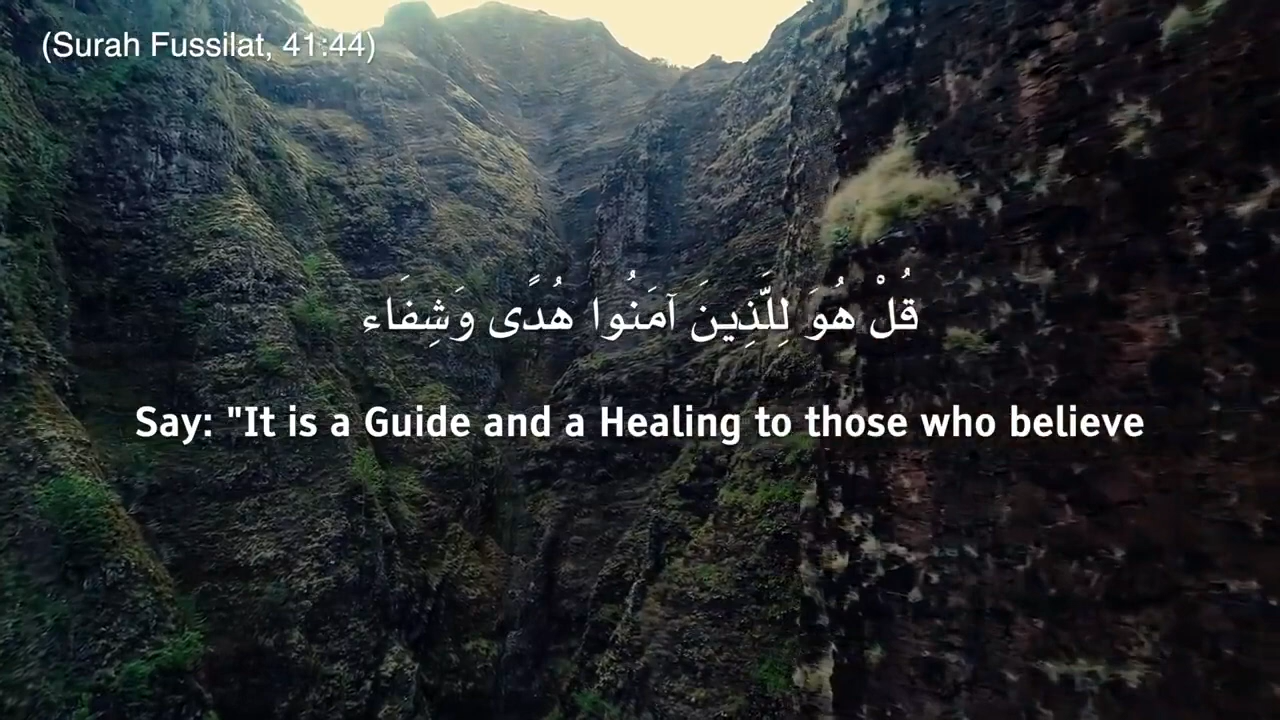 (Surah Fussilat, 41:44)
قُلْ هُوَ لِلَّذِينَ آمَنُوا هُدًى وَشِفَاء
Say: "It is a Guide and a Healing to those who believe